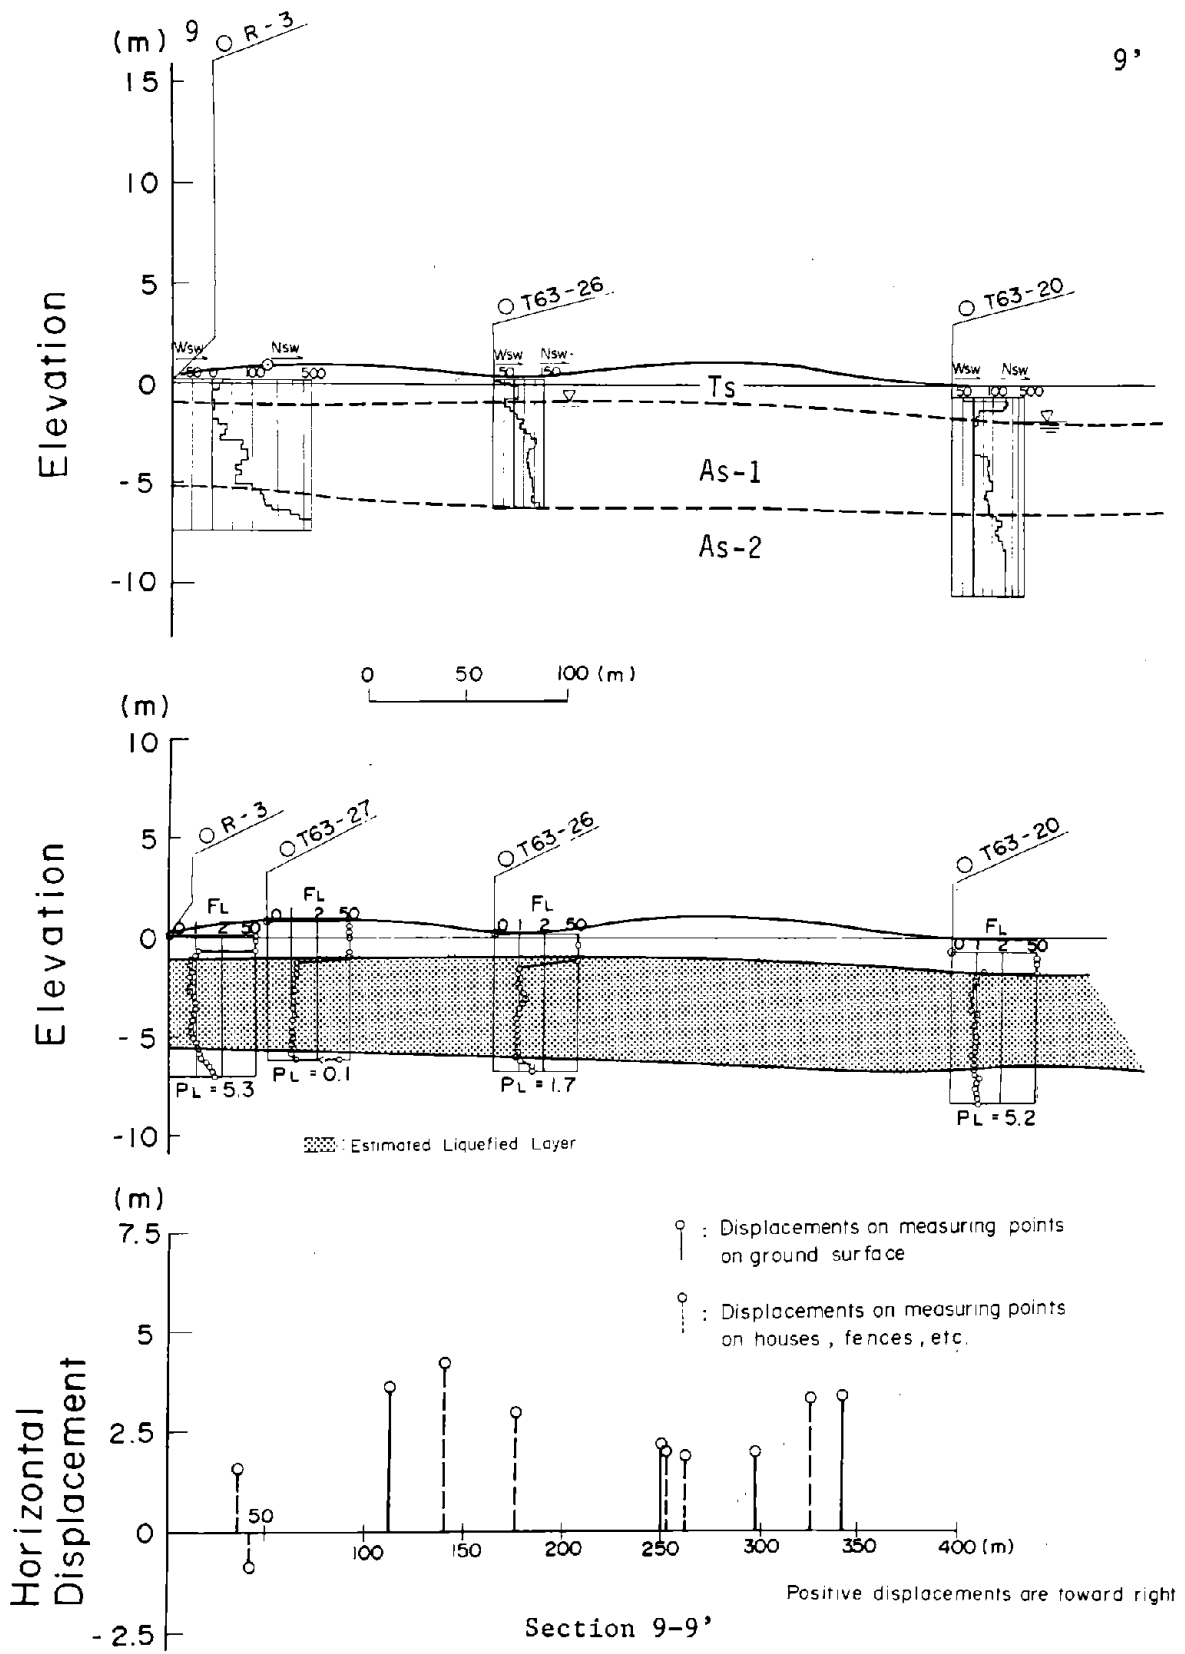 (m) 9 R-3 9'
15
10
5
T63-26 T63-20
Wsw Nsw Wsw Nsw Wsw Nsw
50 0 100 500 50 150 50 100 500
0
Ts
Elevation
-5
As-1
As-2
-10
0 50 100 (m)
(m)
10
5
R-3 T63-27 T63-26 T63-20
FL FL FL FL
0 2 50 0 2 50 0 2 50 0 1 2 50
0
Elevation
-5
PL = 5.3 PL = 0.1 PL = 1.7 PL = 5.2
-10
: Estimated Liquefied Layer
(m)
7.5
: Displacements on measuring points
on ground surface
: Displacements on measuring points
on houses, fences, etc.
5
2.5
Horizontal
Displacement
0 50 100 150 200 250 300 350 400 (m)
Positive displacements are toward right
-2.5
Section 9-9'